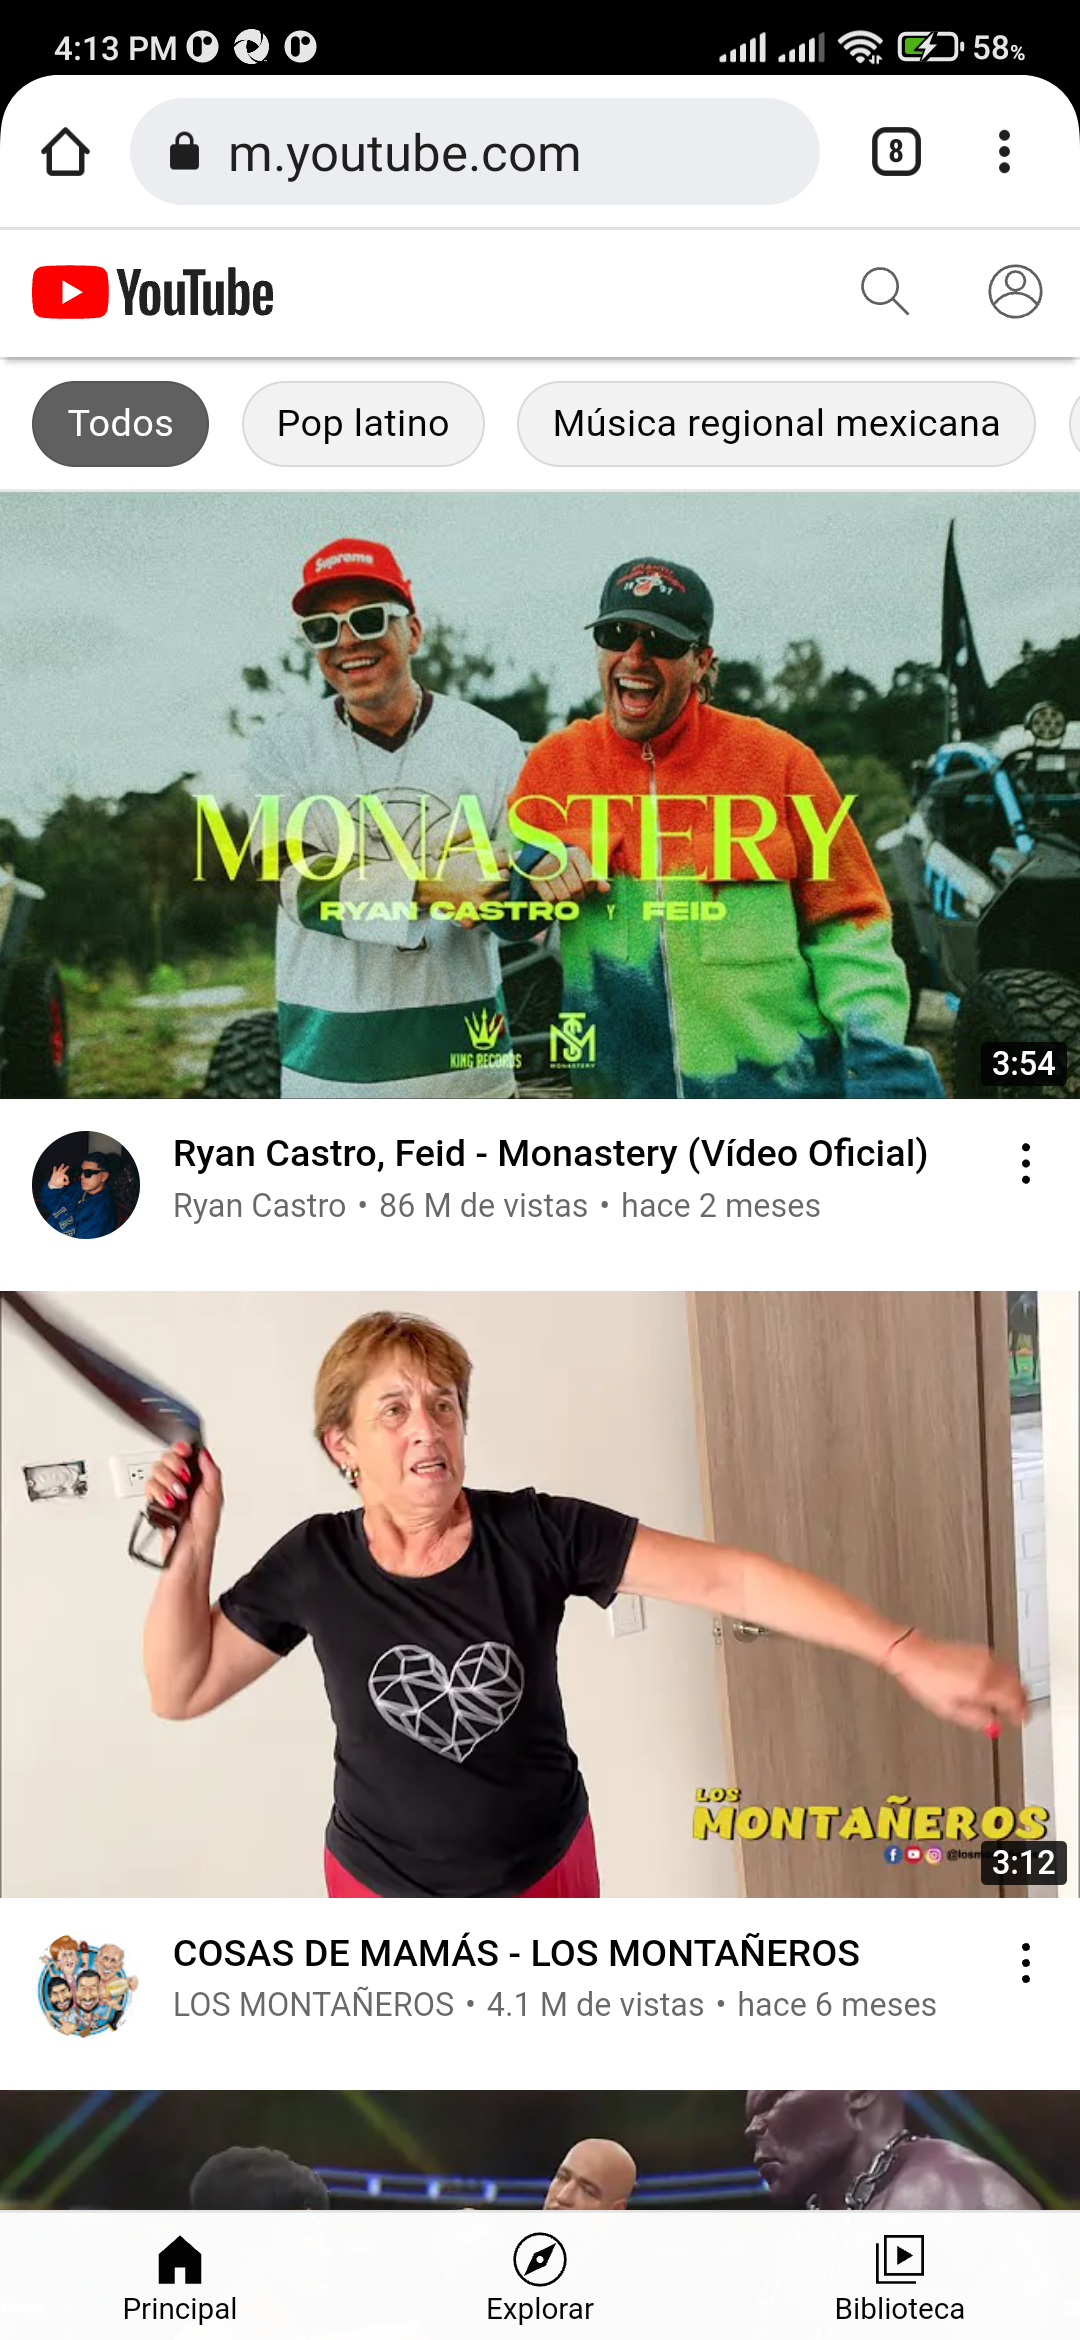 4:13 PM
58%
m.youtube.com
8
YouTube
Todos
Pop latino
Música regional mexicana
Supreme
MONASTERY
RYAN CASTRO Y FEID
KING RECORDS
MONASTERY
3:54
Ryan Castro, Feid - Monastery (Vídeo Oficial)
Ryan Castro • 86 M de vistas • hace 2 meses
LOS
MONTAÑEROS
3:12
COSAS DE MAMÁS - LOS MONTAÑEROS
LOS MONTAÑEROS • 4.1 M de vistas • hace 6 meses
Principal
Explorar
Biblioteca